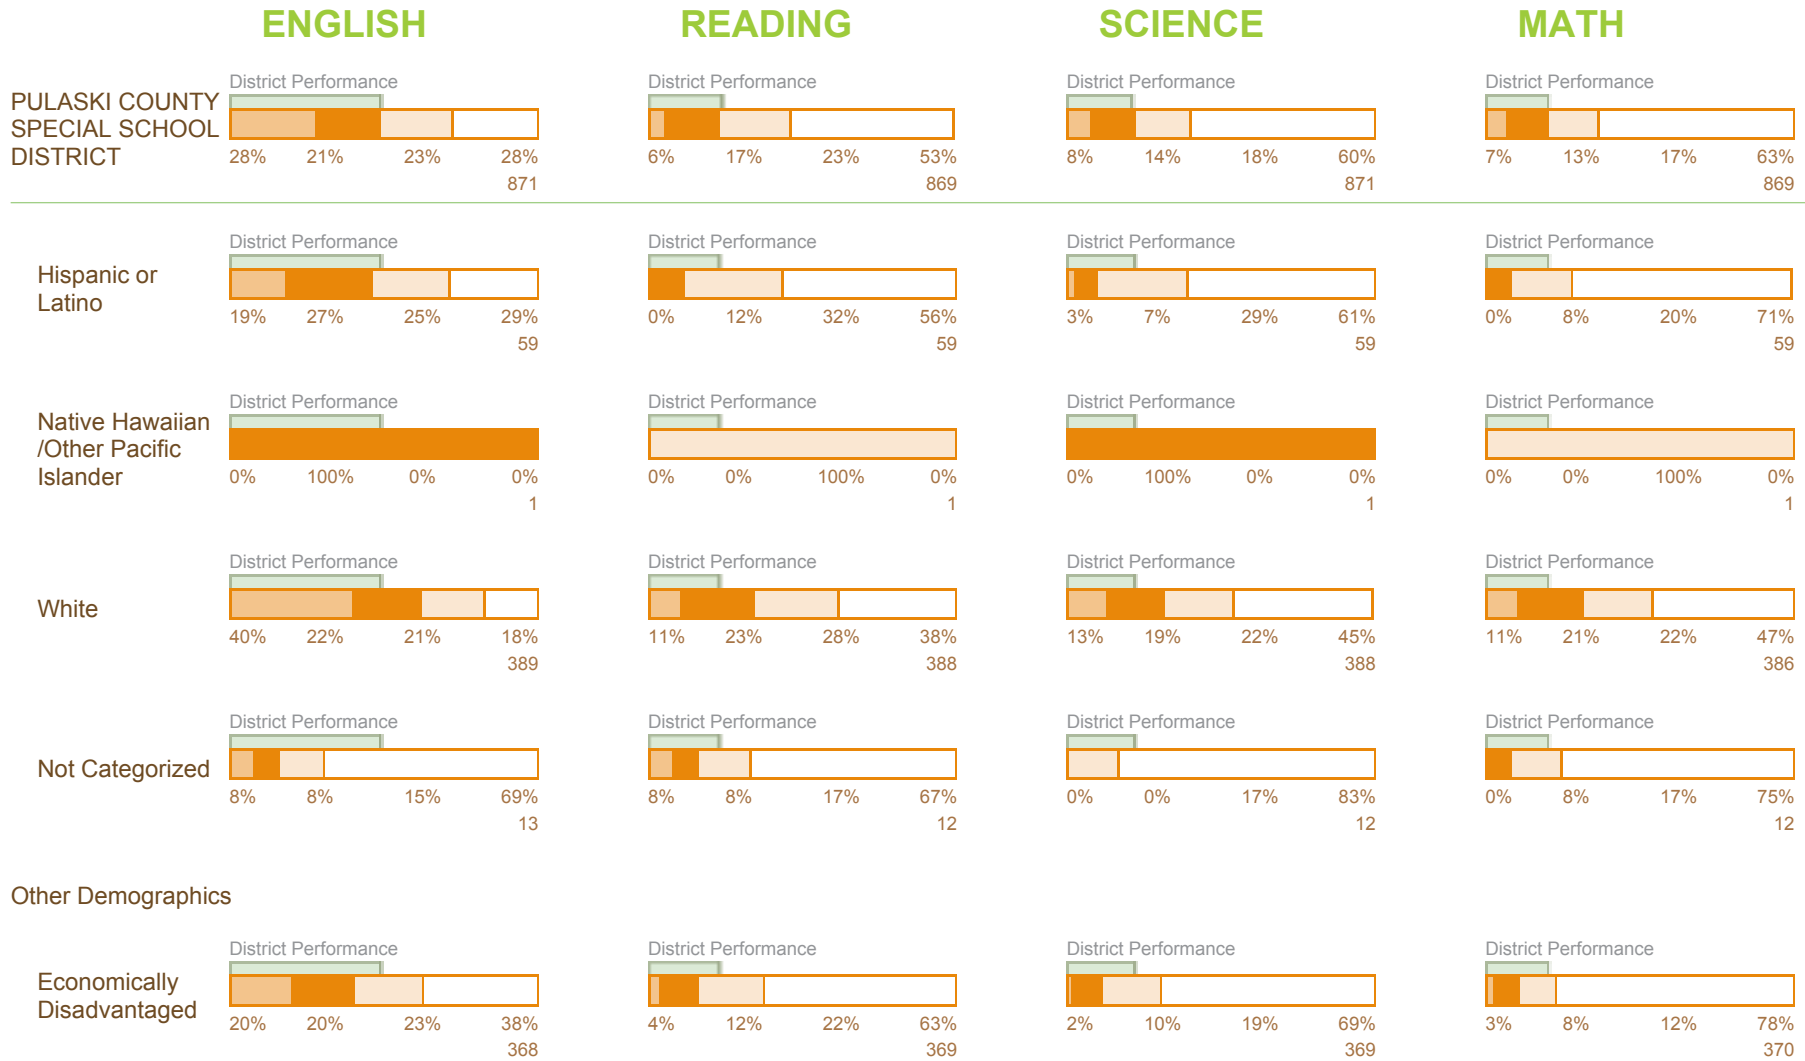 ENGLISH READING SCIENCE MATH
District Performance District Performance District Performance District Performance
PULASKI COUNTY
SPECIAL SCHOOL
DISTRICT
28% 21% 23% 28% 6% 17% 23% 53% 8% 14% 18% 60% 7% 13% 17% 63%
871 869 871 869
District Performance District Performance District Performance District Performance
Hispanic or
Latino
19% 27% 25% 29% 0% 12% 32% 56% 3% 7% 29% 61% 0% 8% 20% 71%
59 59 59 59
District Performance District Performance District Performance District Performance
Native Hawaiian
/Other Pacific
Islander
0% 100% 0% 0% 0% 0% 100% 0% 0% 100% 0% 0% 0% 0% 100% 0%
1 1 1 1
District Performance District Performance District Performance District Performance
White
40% 22% 21% 18% 11% 23% 28% 38% 13% 19% 22% 45% 11% 21% 22% 47%
389 388 388 386
District Performance District Performance District Performance District Performance
Not Categorized
8% 8% 15% 69% 8% 8% 17% 67% 0% 0% 17% 83% 0% 8% 17% 75%
13 12 12 12
Other Demographics
District Performance District Performance District Performance District Performance
Economically
Disadvantaged
20% 20% 23% 38% 4% 12% 22% 63% 2% 10% 19% 69% 3% 8% 12% 78%
368 369 369 370